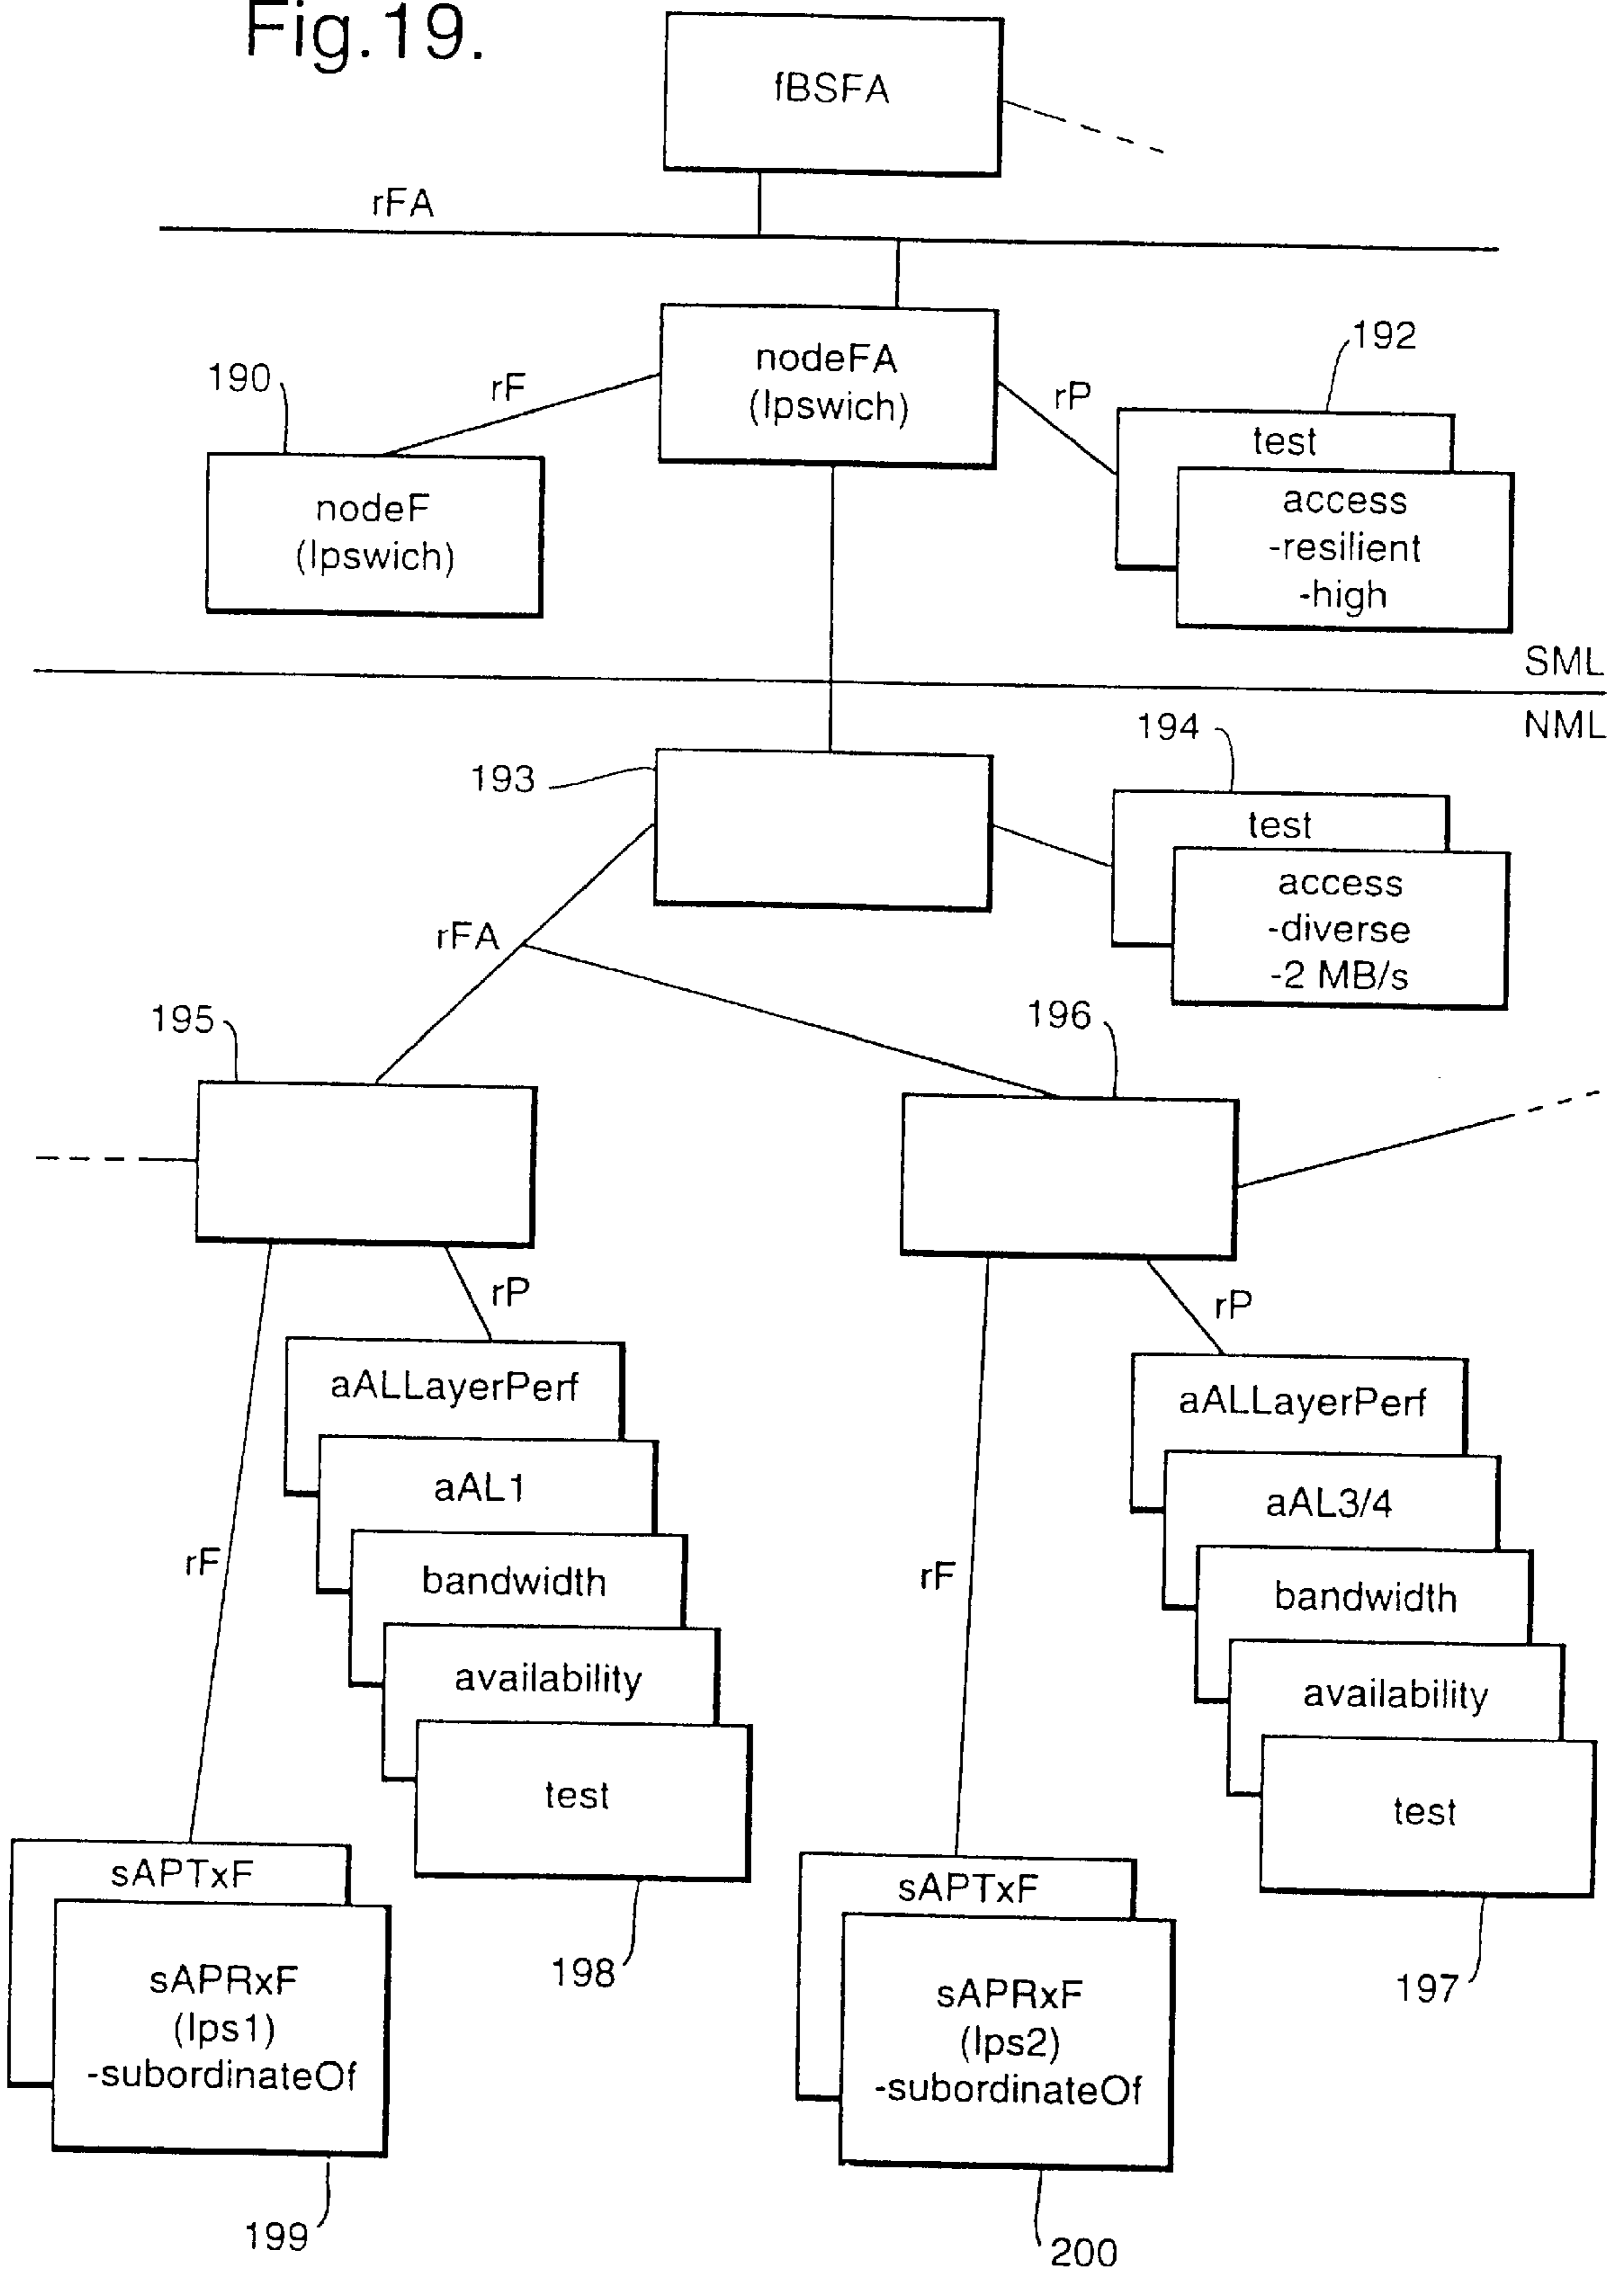 Fig.19.
fBSFA
rFA
nodeFA
(Ipswich)
190
rF
rP
192
nodeF
(Ipswich)
test
access
-resilient
-high
SML
NML
193
194
test
access
-diverse
-2 MB/s
rFA
195
196
rP
rP
aALLayerPerf
aAL1
bandwidth
availability
test
aALLayerPerf
aAL3/4
bandwidth
availability
test
rF
rF
sAPTxF
sAPRxF
(Ips1)
-subordinateOf
198
sAPTxF
sAPRxF
(Ips2)
-subordinateOf
197
199
200